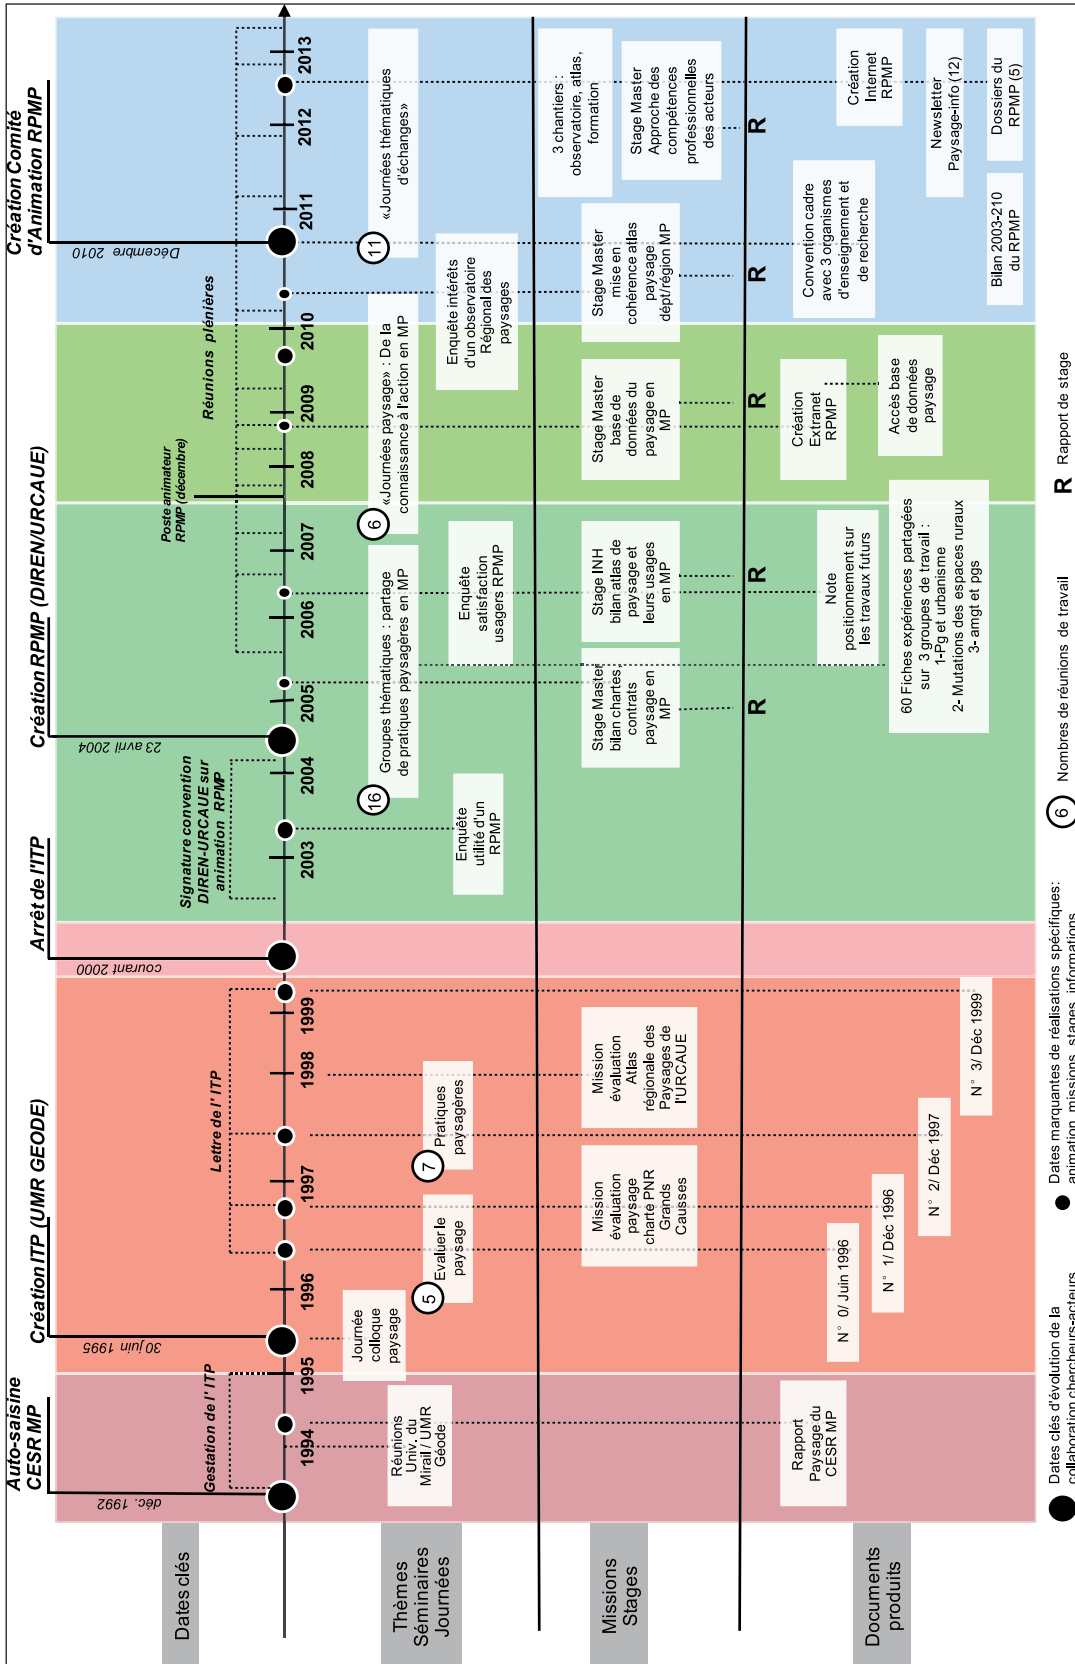 Auto-saisine
CESR MP
Création ITP (UMR GEODE)
Arrêt de l'ITP
Création RPMP (DIREN/URCAUE)
Création Comité
d'Animation RPMP
déc. 1992
30 juin 1995
courant 2000
23 avril 2004
Décembre 2010
Dates clés
Gestation de l' ITP
Lettre de l' ITP
Signature convention
DIREN-URCAUE sur
animation RPMP
Poste animateur
RPMP (décembre)
Réunions plénières
1994
1995
1996
1997
1998
1999
2003
2004
2005
2006
2007
2008
2009
2010
2011
2012
2013
Thèmes
Séminaires
Journées
Réunions
Univ. du
Mirail / UMR
Géode
Journée
colloque
paysage
5
Evaluer le
paysage
7
Pratiques
paysagères
Enquête
utilité d'un
RPMP
16
Groupes thématiques : partage
de pratiques paysagères en MP
Enquête
satisfaction
usagers RPMP
6
«Journées paysage» : De la
connaissance à l'action en MP
Enquête intérêts
d'un observatoire
Régional des
paysages
11
«Journées thématiques
d'échanges»
Missions
Stages
Mission
évaluation
paysage
charte PNR
Grands
Causses
Mission
évaluation
Atlas
régionale des
Paysages de
l'URCAUE
Stage Master
bilan chartes,
contrats
paysage en
MP
Stage INH
bilan atlas de
paysage et
leurs usages
en MP
Stage Master
base de
données du
paysage en
MP
Stage Master
mise en
cohérence atlas
paysage
dépt/région MP
3 chantiers :
observatoire, atlas,
formation
Stage Master
Approche des
compétences
professionnelles
des acteurs
R
R
R
R
R
Documents
produits
Rapport
Paysage du
CESR MP
N° 0/ Juin 1996
N° 1/ Déc 1996
N° 2/ Déc 1997
N° 3/ Déc 1999
60 Fiches expériences partagées
sur 3 groupes de travail :
1-Pg et urbanisme
2- Mutations des espaces ruraux
3- amgt et pgs
Note
positionnement sur
les travaux futurs
Création
Extranet
RPMP
Accès base
de données
paysage
Convention cadre
avec 3 organismes
d'enseignement et
de recherche
Création
Internet
RPMP
Newsletter
Paysage-info (12)
Bilan 2003-210
du RPMP
Dossiers du
RPMP (5)
Dates clés d'évolution de la
collaboration chercheurs-acteurs
Dates marquantes de réalisations spécifiques:
animation, missions, stages, informations
6 Nombres de réunions de travail
R Rapport de stage